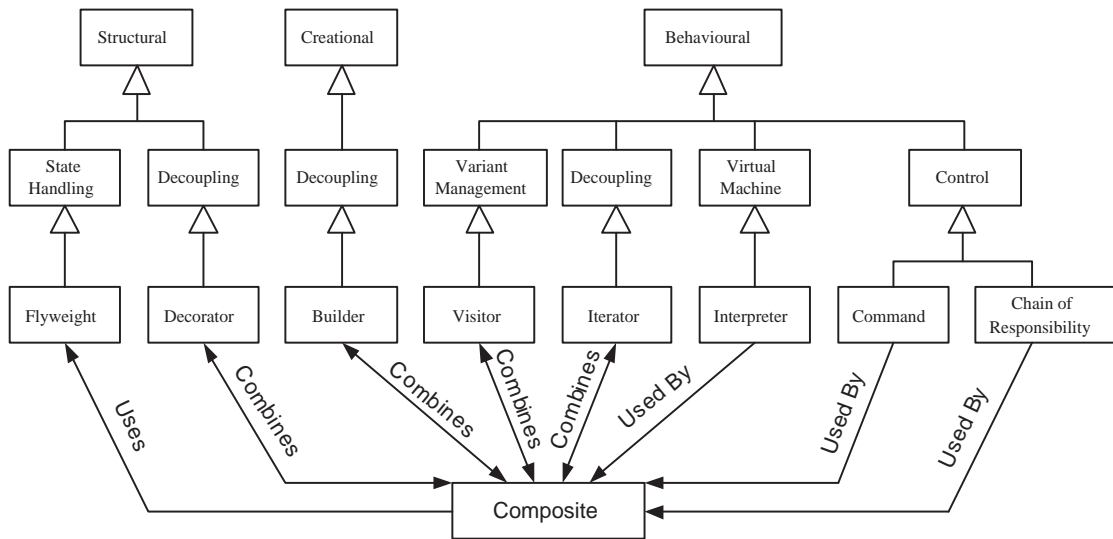 Structural
Creational
Behavioural
State
Handling
Decoupling
Decoupling
Variant
Management
Decoupling
Virtual
Machine
Control
Flyweight
Decorator
Builder
Visitor
Iterator
Interpreter
Command
Chain of
Responsibility
Uses
Combines
Combines
Combines
Combines
Used By
Used By
Used By
Composite